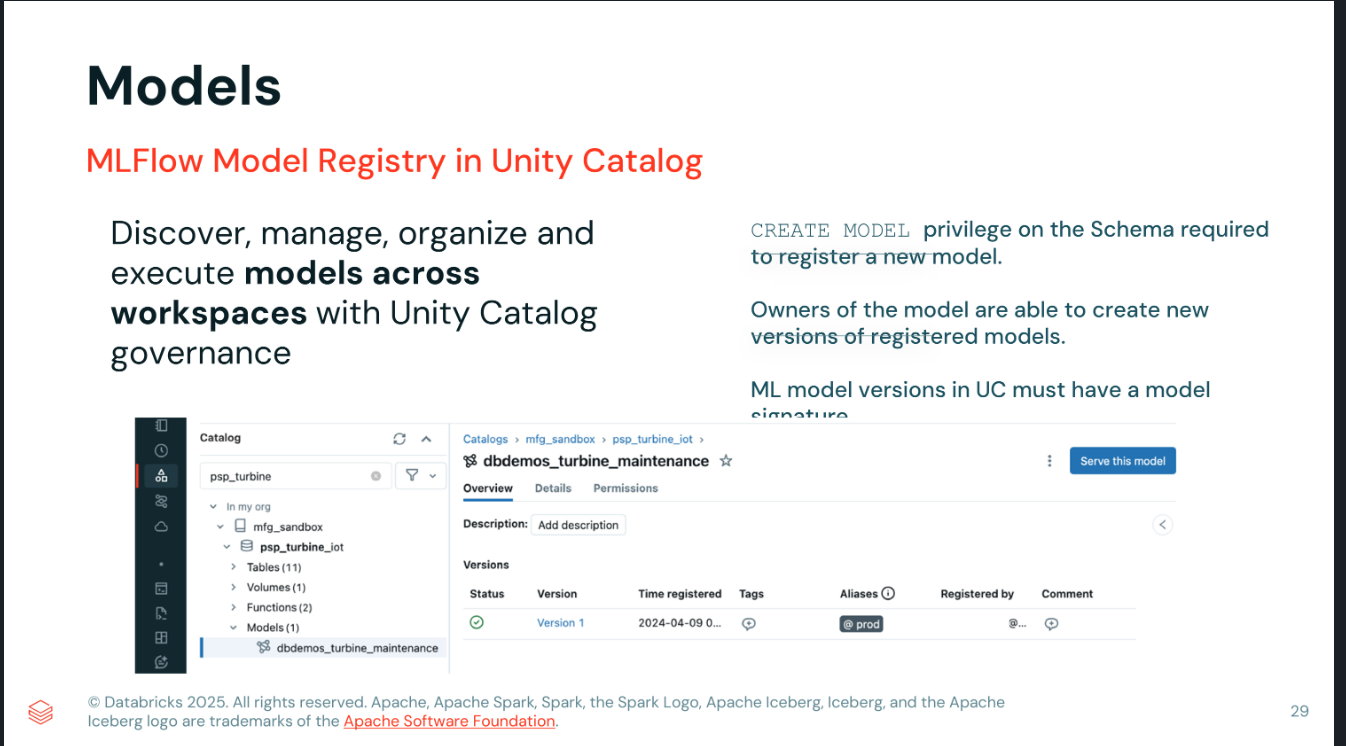 Models
MLFlow Model Registry in Unity Catalog
Discover, manage, organize and
execute models across
workspaces with Unity Catalog
governance
CREATE MODEL privilege on the Schema required
to register a new model.
Owners of the model are able to create new
versions of registered models.
ML model versions in UC must have a model
signature
Catalog
psp_turbine
In my org
mfg_sandbox
psp_turbine_iot
Tables (11)
Volumes (1)
Functions (2)
Models (1)
dbdemos_turbine_maintenance
Catalogs › mfg_sandbox › psp_turbine_iot ›
dbdemos_turbine_maintenance
Serve this model
Overview Details Permissions
Description: Add description
Versions
Status Version Time registered Tags Aliases Registered by Comment
Version 1 2024-04-09 0... @ prod @...
© Databricks 2025. All rights reserved. Apache, Apache Spark, Spark, the Spark Logo, Apache Iceberg, Iceberg, and the Apache
Iceberg logo are trademarks of the Apache Software Foundation.
29